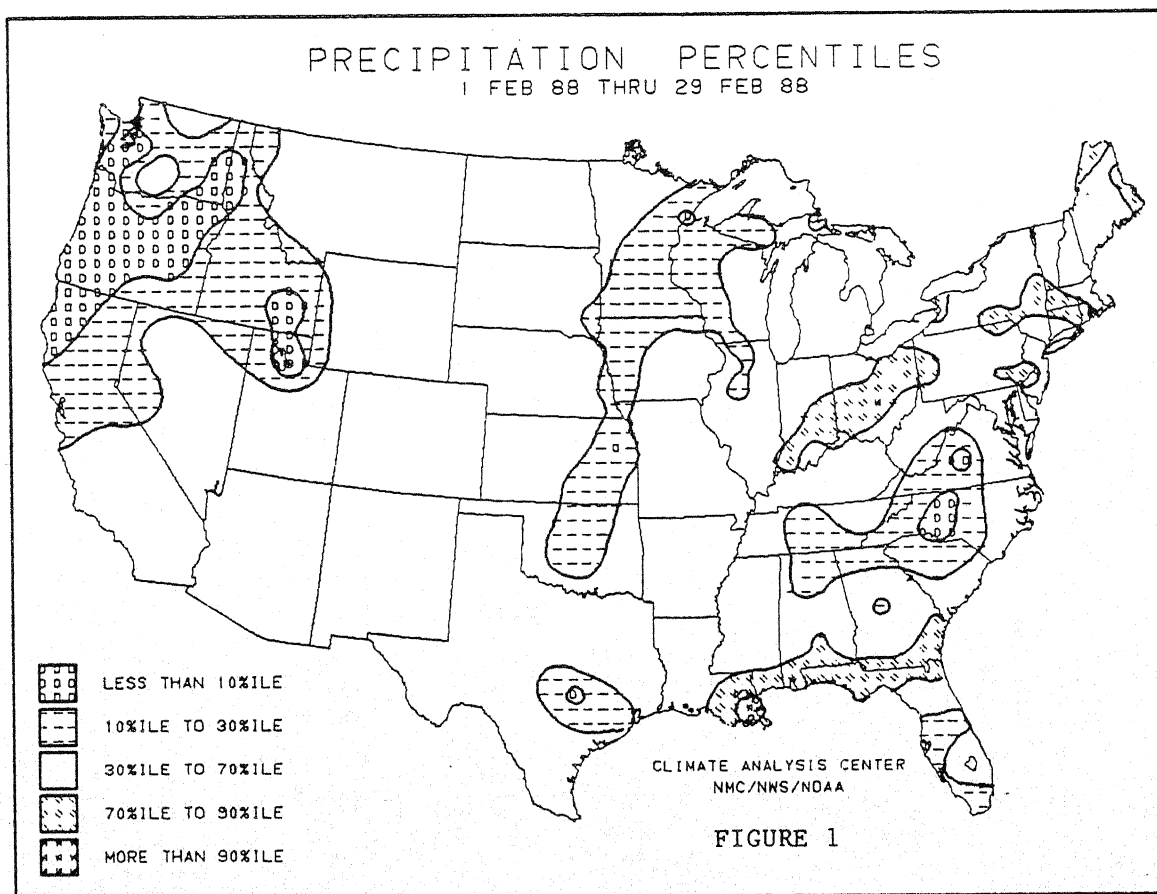 PRECIPITATION PERCENTILES
1 FEB 88 THRU 29 FEB 88
LESS THAN 10%ILE
10%ILE TO 30%ILE
30%ILE TO 70%ILE
70%ILE TO 90%ILE
MORE THAN 90%ILE
CLIMATE ANALYSIS CENTER
NMC/NWS/NOAA
FIGURE 1